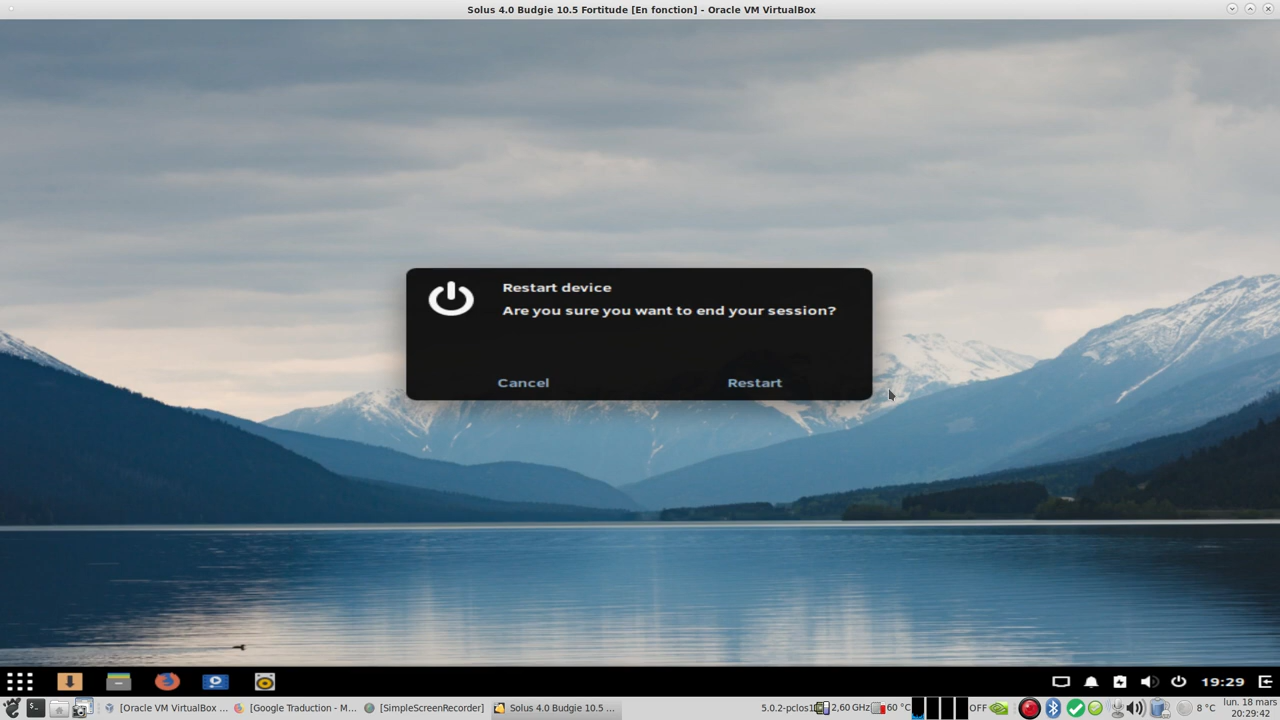 Solus 4.0 Budgie 10.5 Fortitude [En fonction] - Oracle VM VirtualBox
Restart device
Are you sure you want to end your session?
Cancel
Restart
19:29
[Oracle VM VirtualBox...
[Google Traduction - M...
[SimpleScreenRecorder]
Solus 4.0 Budgie 10.5 ...
5.0.2-pclos1
2,60 GHz
60 °C
OFF
8 °C
lun. 18 mars
20:29:42